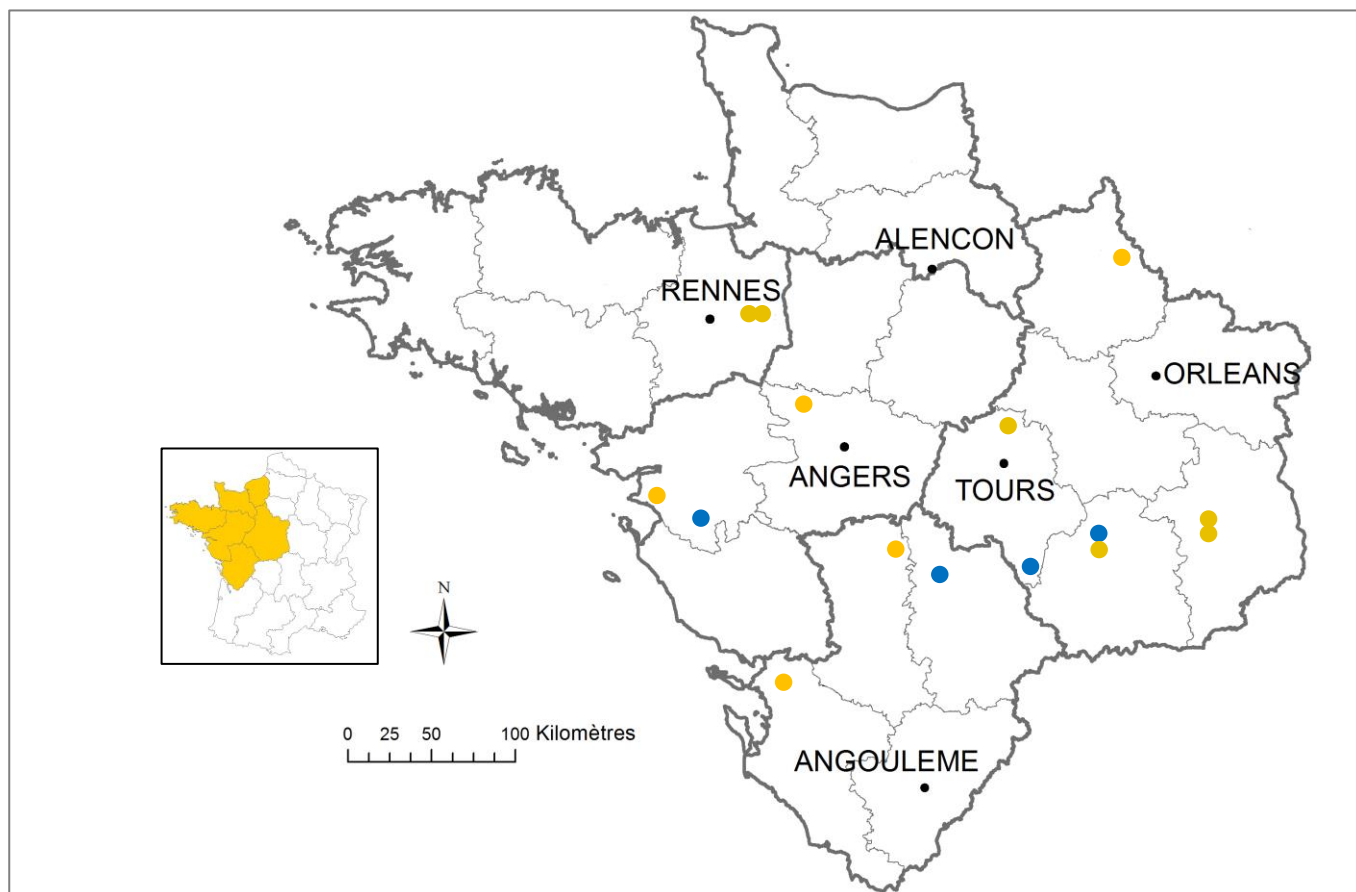 ALENCON
RENNES
ORLEANS
ANGERS
TOURS
N
0 25 50 100 Kilomètres
ANGOULEME